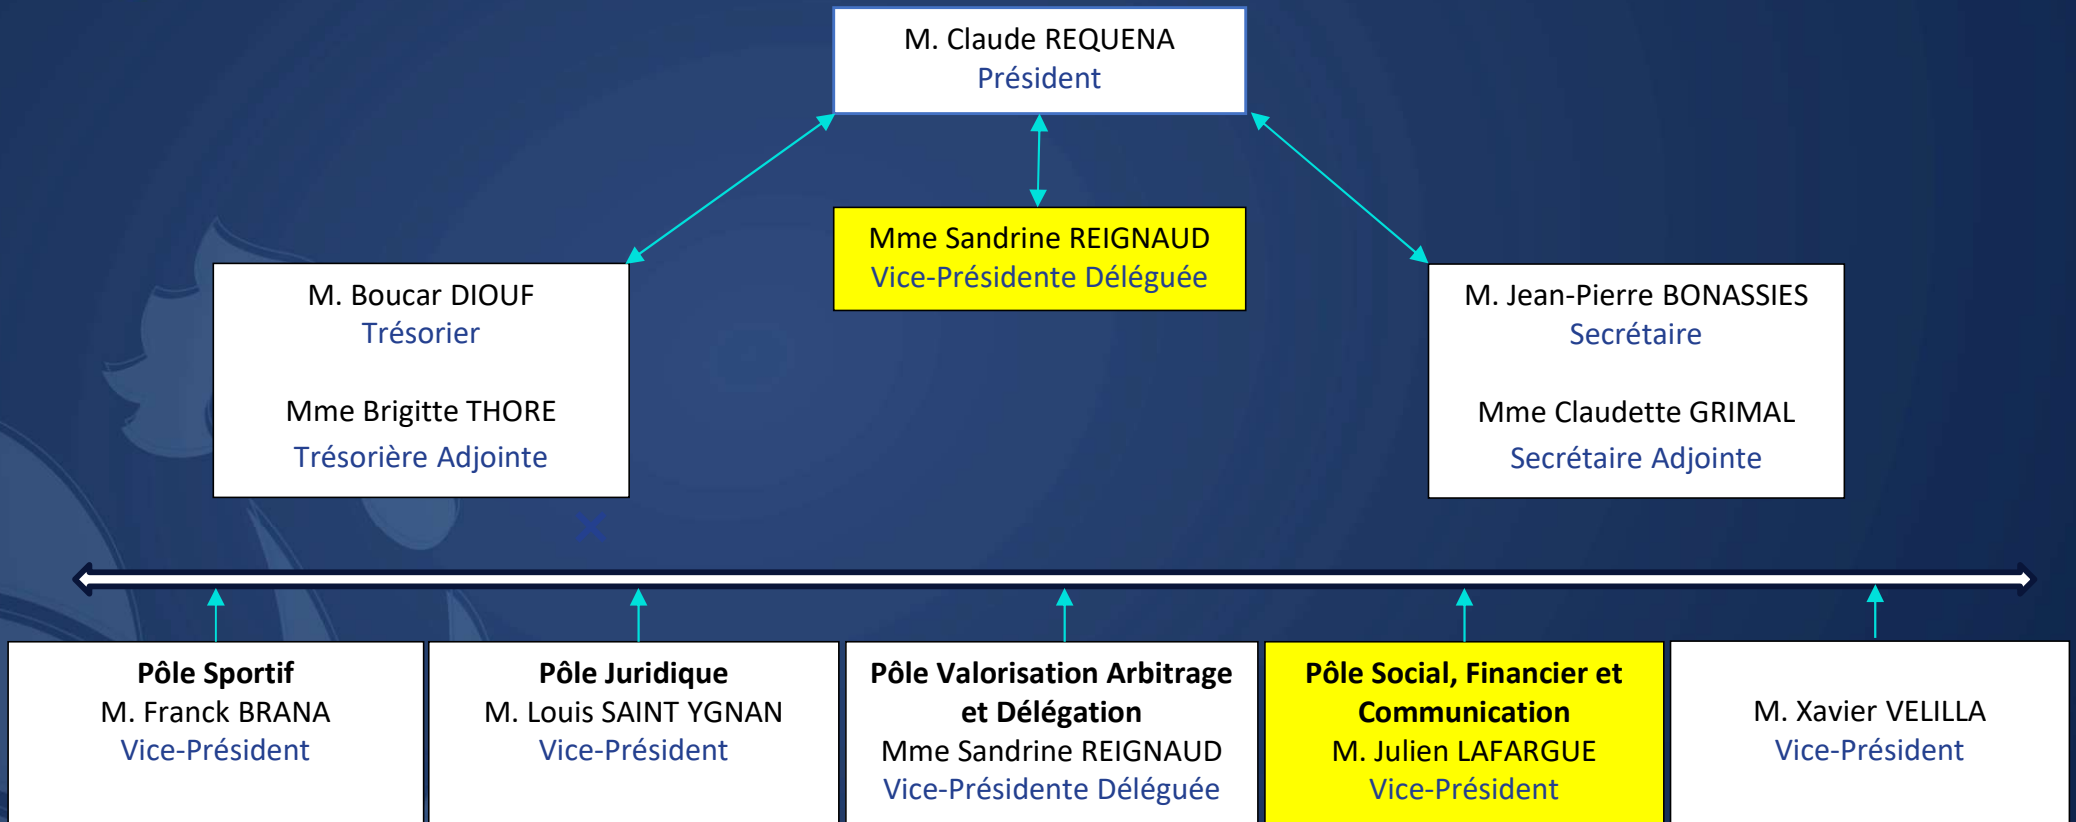 M. Claude REQUENA
Président
Mme Sandrine REIGNAUD
Vice-Présidente Déléguée
M. Boucar DIOUF
Trésorier
Mme Brigitte THORE
Trésorière Adjointe
M. Jean-Pierre BONASSIES
Secrétaire
Mme Claudette GRIMAL
Secrétaire Adjointe
Pôle Sportif
M. Franck BRANA
Vice-Président
Pôle Juridique
M. Louis SAINT YGNAN
Vice-Président
Pôle Valorisation Arbitrage
et Délégation
Mme Sandrine REIGNAUD
Vice-Présidente Déléguée
Pôle Social, Financier et
Communication
M. Julien LAFARGUE
Vice-Président
M. Xavier VELILLA
Vice-Président